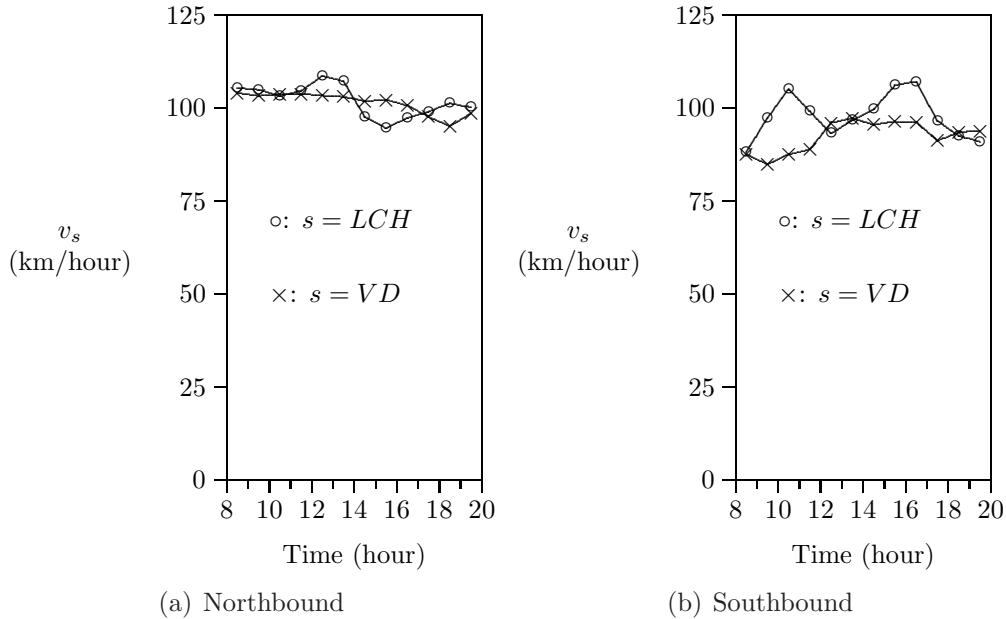 125
100
75
50
25
0
v_s
(km/hour)
○: s = LCH
×: s = VD
8 10 12 14 16 18 20
Time (hour)
(a) Northbound
125
100
75
50
25
0
v_s
(km/hour)
○: s = LCH
×: s = VD
8 10 12 14 16 18 20
Time (hour)
(b) Southbound